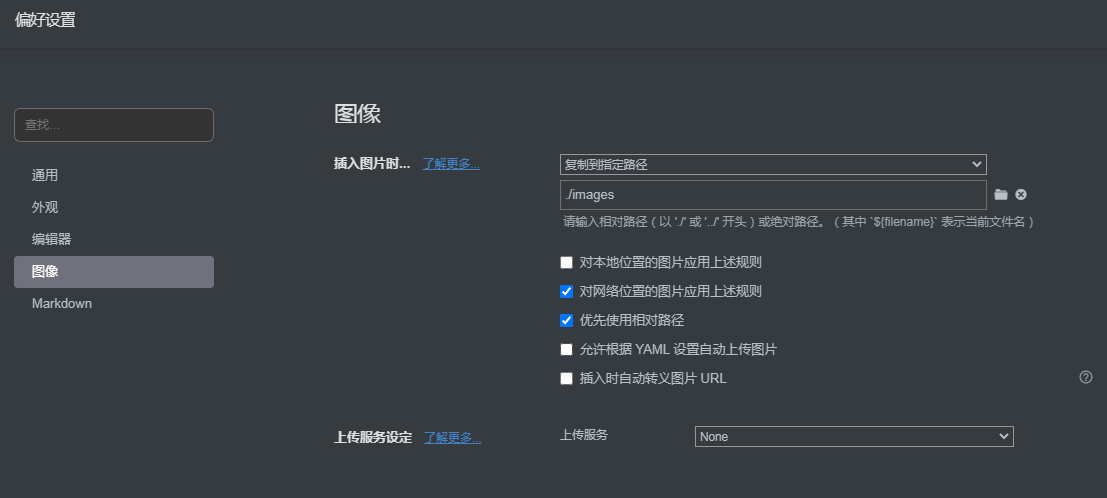 偏好设置
查找...
通用
外观
编辑器
图像
Markdown
图像
插入图片时... 了解更多... 复制到指定路径
./images
请输入相对路径（以 './' 或 '../' 开头）或绝对路径。（其中 `${filename}` 表示当前文件名）
对本地位置的图片应用上述规则
对网络位置的图片应用上述规则
优先使用相对路径
允许根据 YAML 设置自动上传图片
插入时自动转义图片 URL
上传服务设定 了解更多... 上传服务 None